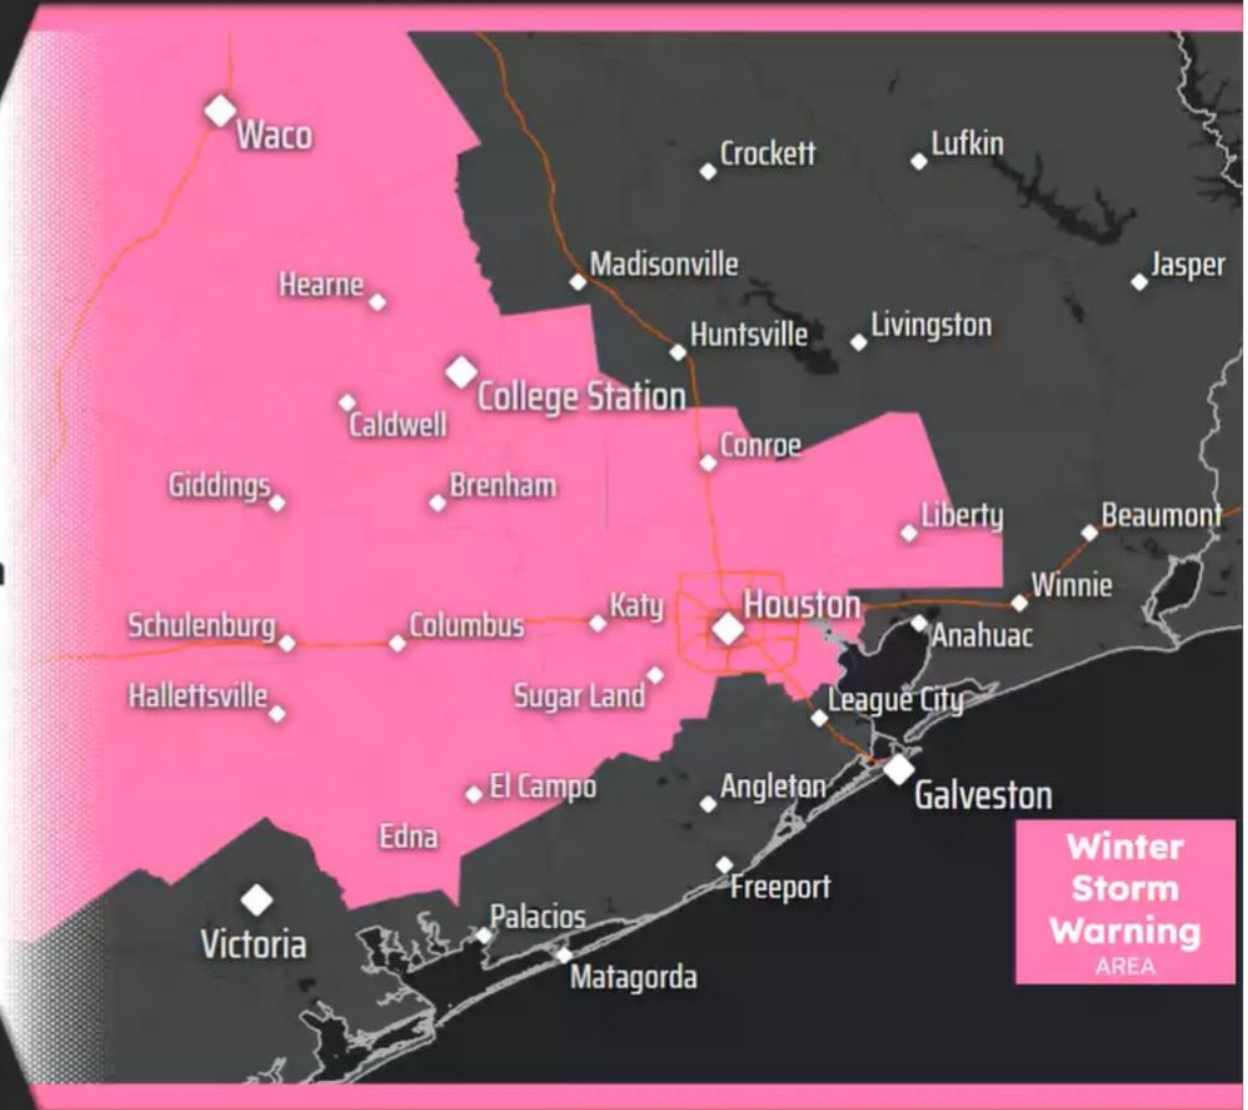 Waco
Crockett
Lufkin
Madisonville
Jasper
Hearne
Huntsville
Livingston
College Station
Caldwell
Conroe
Giddings
Brenham
Liberty
Beaumont
Winnie
Houston
Katy
Schulenburg
Columbus
Anahuac
Hallettsville
Sugar Land
League City
El Campo
Angleton
Galveston
Edna
Winter
Storm
Warning
AREA
Freeport
Victoria
Palacios
Matagorda